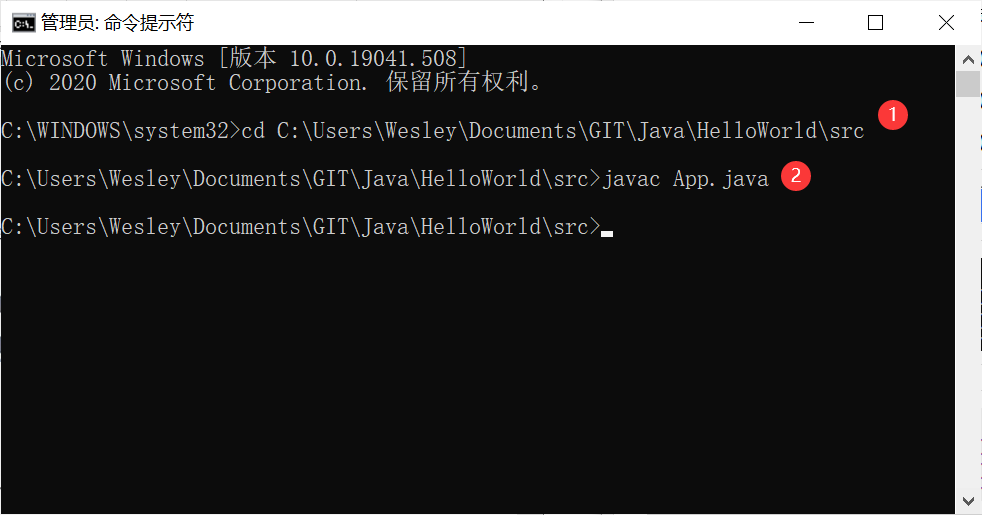 管理员: 命令提示符
Microsoft Windows [版本 10.0.19041.508]
(c) 2020 Microsoft Corporation. 保留所有权利。
C:\WINDOWS\system32>cd C:\Users\Wesley\Documents\GIT\Java\HelloWorld\src 1
C:\Users\Wesley\Documents\GIT\Java\HelloWorld\src>javac App.java 2
C:\Users\Wesley\Documents\GIT\Java\HelloWorld\src>